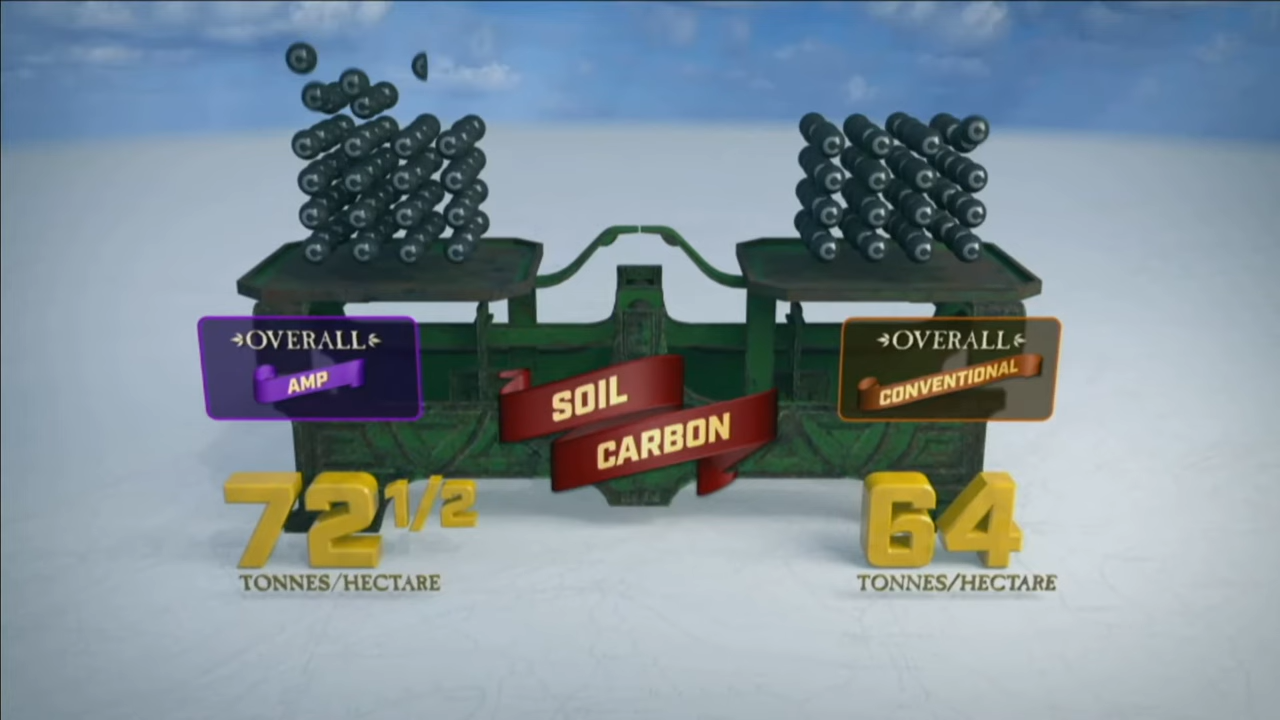 OVERALL
AMP
OVERALL
CONVENTIONAL
SOIL
CARBON
72 1/2
TONNES/HECTARE
64
TONNES/HECTARE